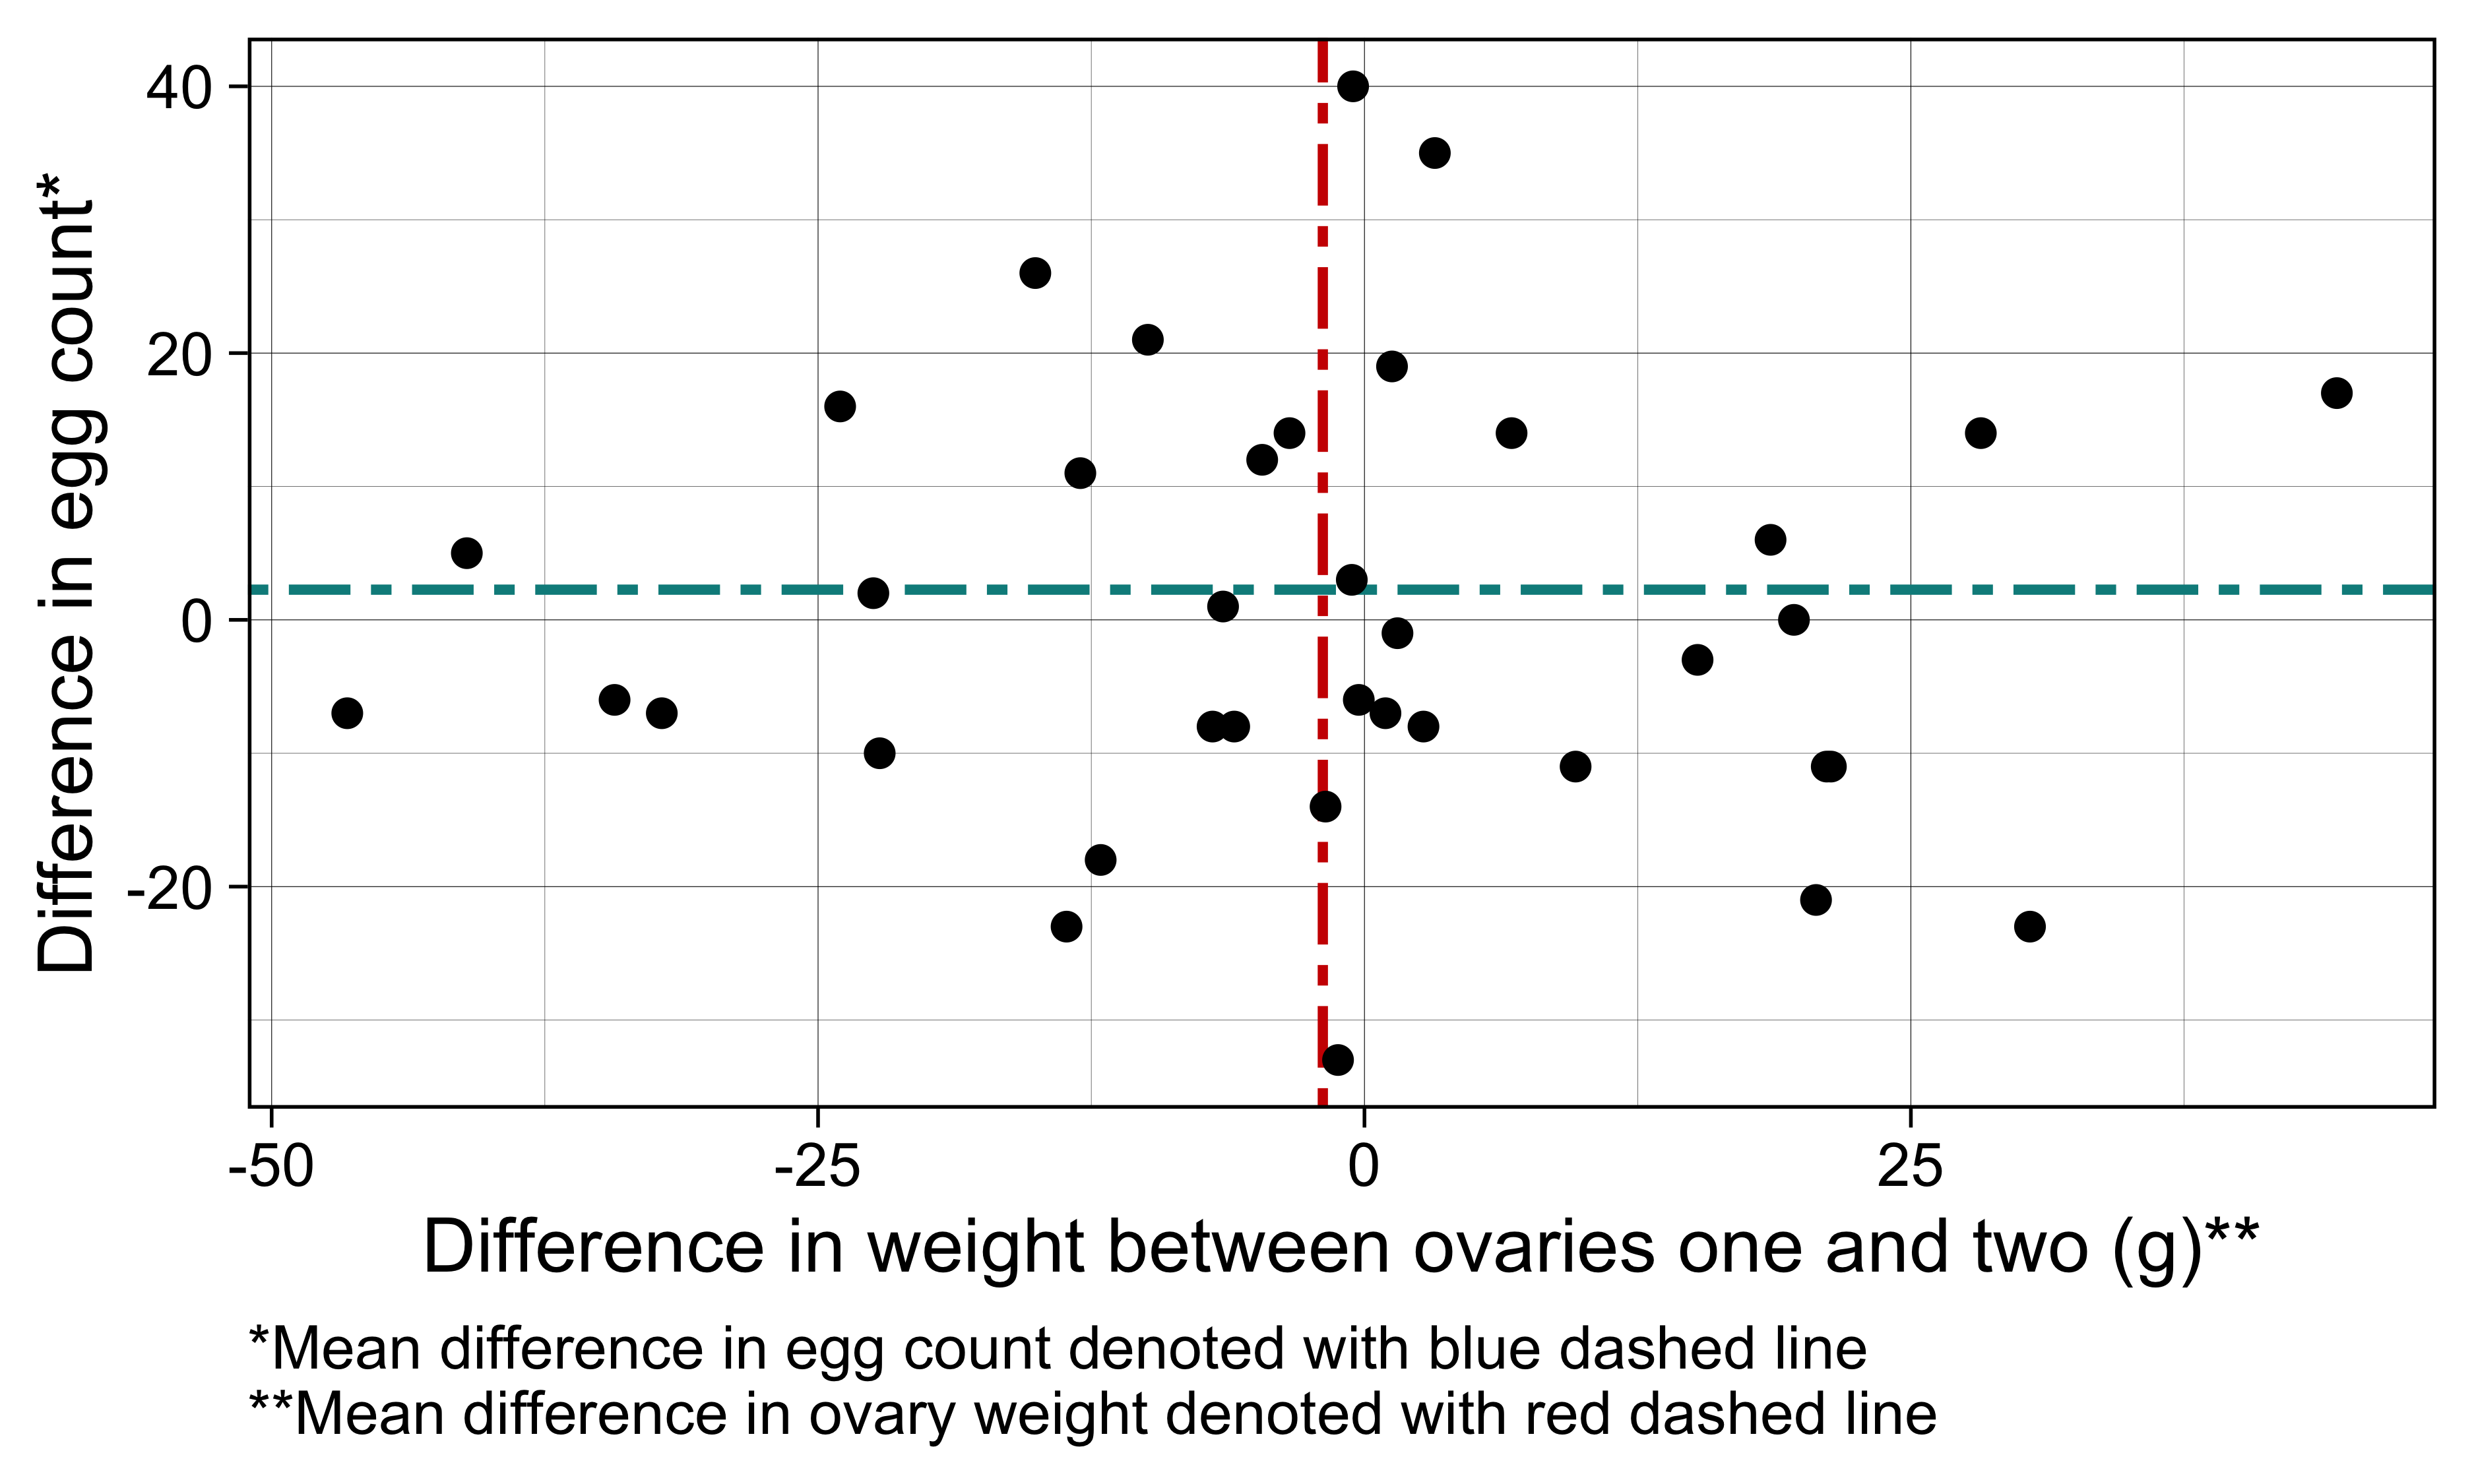 Difference in egg count*
40
20
0
-20
-50 -25 0 25
Difference in weight between ovaries one and two (g)**
*Mean difference in egg count denoted with blue dashed line
**Mean difference in ovary weight denoted with red dashed line